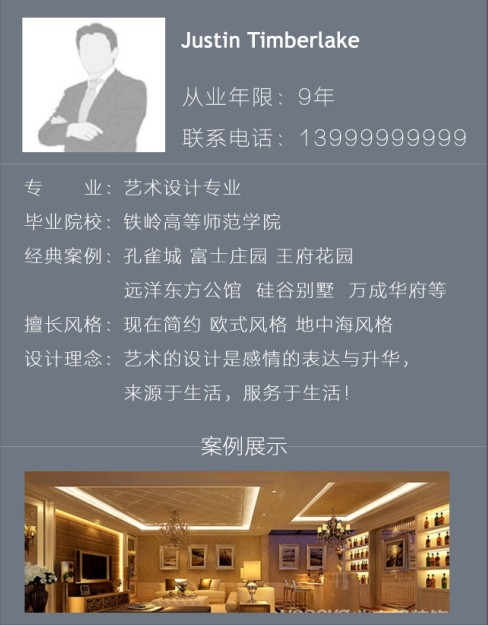 Justin Timberlake
从业年限：9年
联系电话：13999999999
专 业：艺术设计专业
毕业院校：铁岭高等师范学院
经典案例：孔雀城 富士庄园 王府花园
远洋东方公馆 硅谷别墅 万成华府等
擅长风格：现在简约 欧式风格 地中海风格
设计理念：艺术的设计是感情的表达与升华，
来源于生活，服务于生活！
案例展示